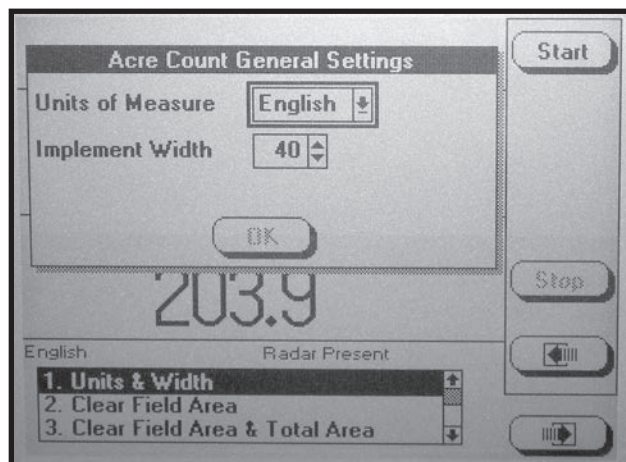 Acre Count General Settings
Units of Measure English
Implement Width 40
OK
203.9
English Radar Present
1. Units & Width
2. Clear Field Area
3. Clear Field Area & Total Area
Start
Stop